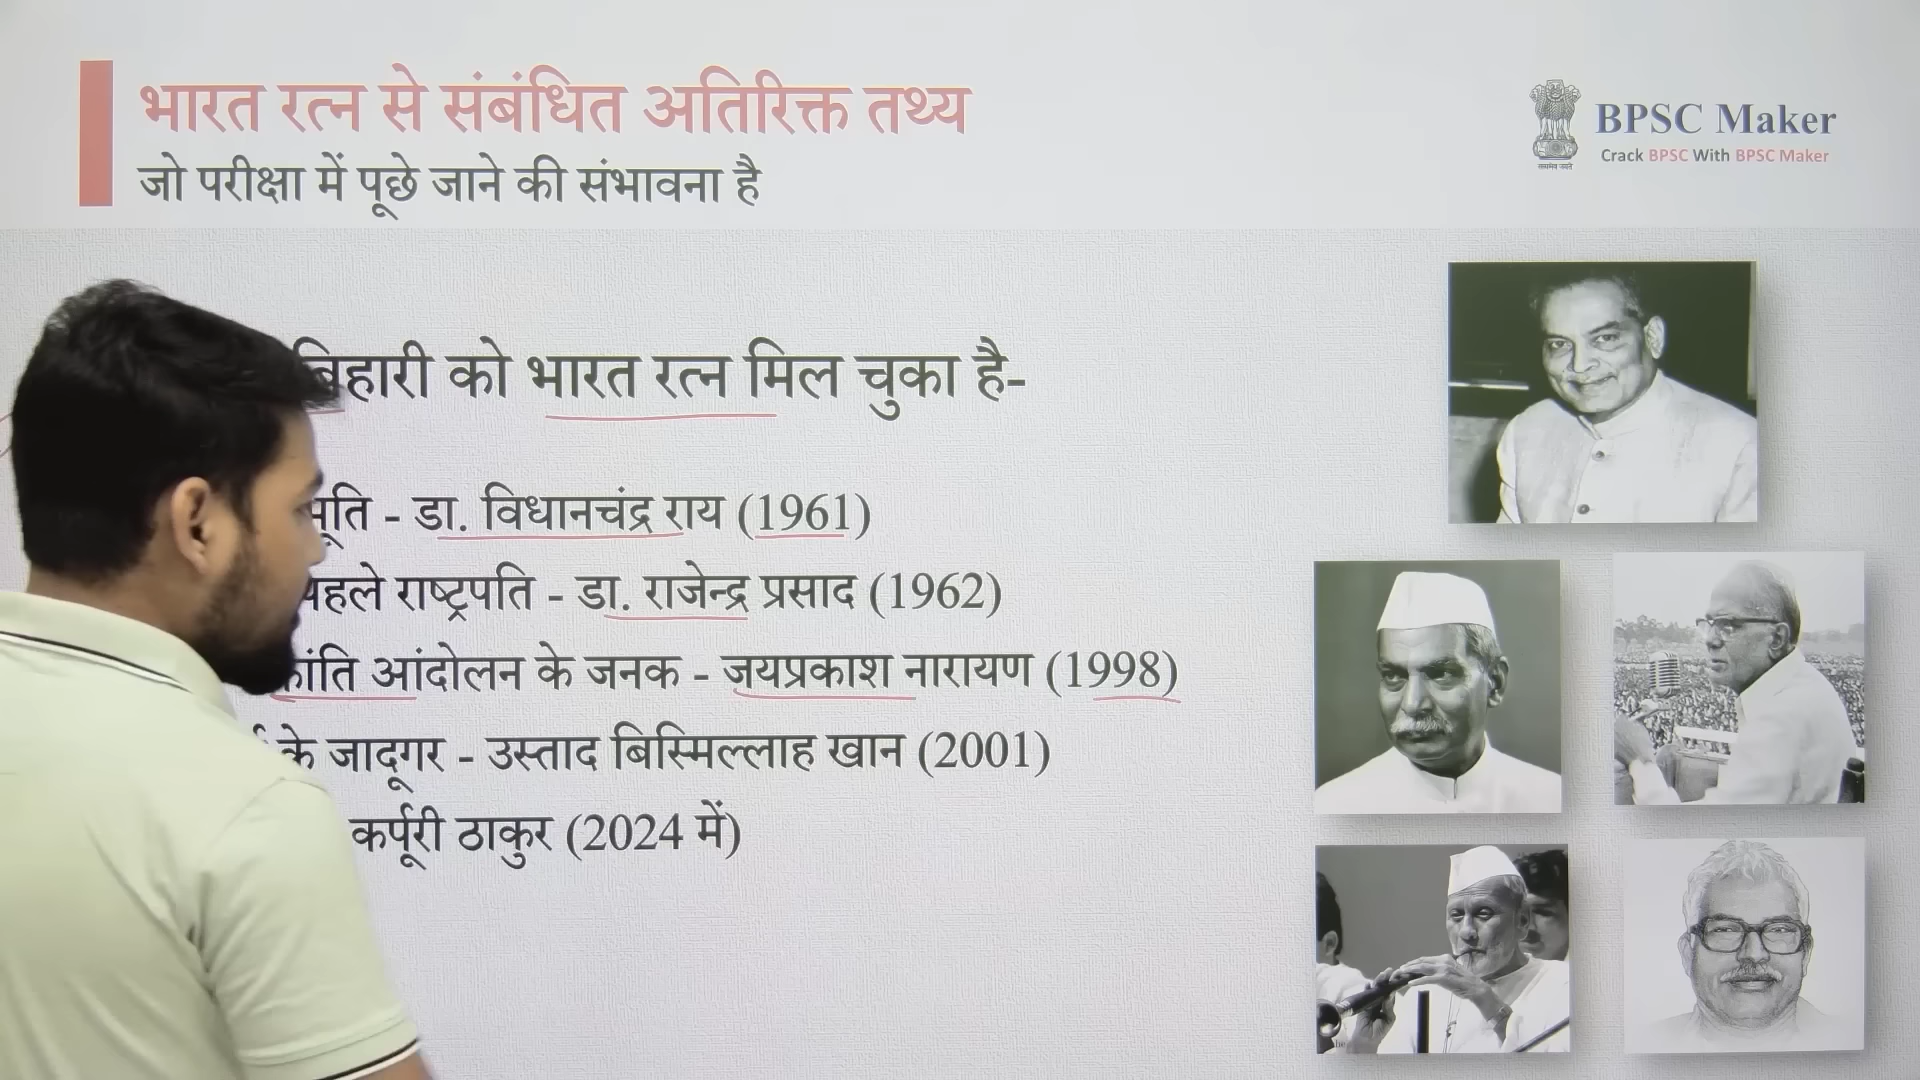 भारत रत्न से संबंधित अतिरिक्त तथ्य
जो परीक्षा में पूछे जाने की संभावना है
BPSC Maker
Crack BPSC With BPSC Maker
बिहारी को भारत रत्न मिल चुका है-
- डा. विधानचंद्र राय (1961)
पहले राष्ट्रपति - डा. राजेन्द्र प्रसाद (1962)
आंदोलन के जनक - जयप्रकाश नारायण (1998)
के जादूगर - उस्ताद बिस्मिल्लाह खान (2001)
कर्पूरी ठाकुर (2024 में)